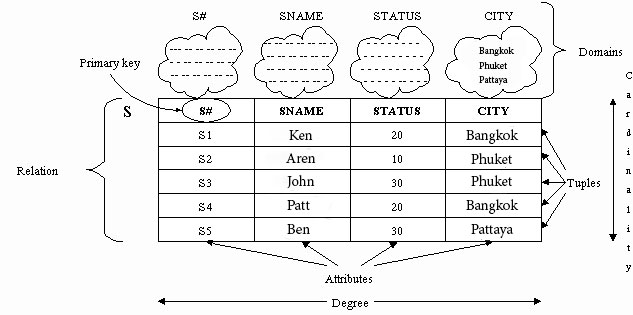 S# SNAME STATUS CITY
Bangkok
Phuket
Pattaya
Domains
Primary key
S
S# SNAME STATUS CITY
S1 Ken 20 Bangkok
S2 Aren 10 Phuket
S3 John 30 Phuket
S4 Patt 20 Bangkok
S5 Ben 30 Pattaya
Relation
Tuples
Cardinality
Attributes
Degree